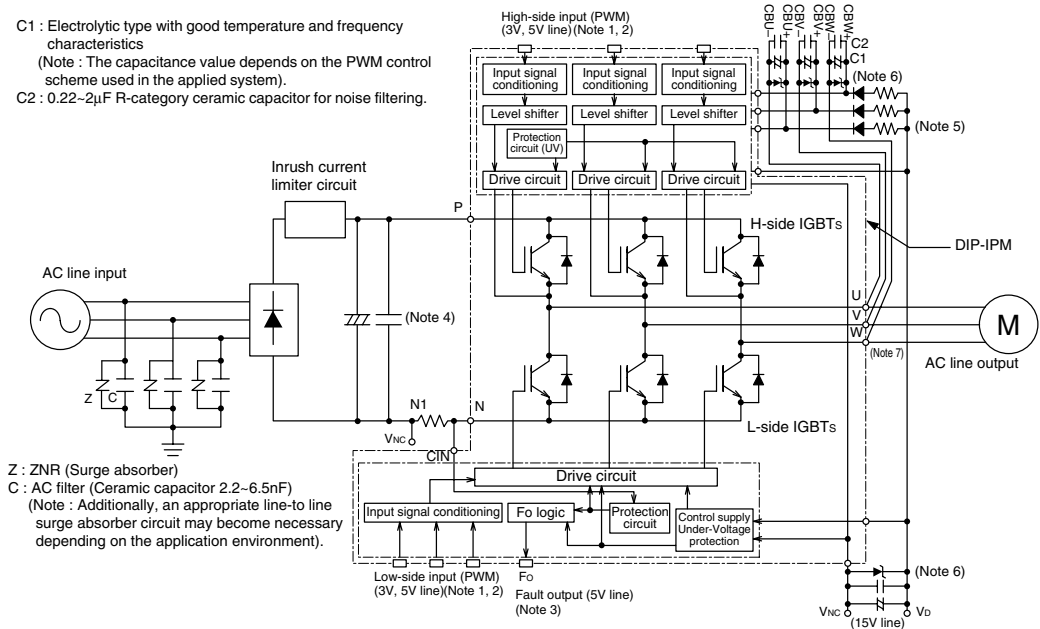 C1 : Electrolytic type with good temperature and frequency
characteristics
(Note : The capacitance value depends on the PWM control
scheme used in the applied system).
C2 : 0.22~2μF R-category ceramic capacitor for noise filtering.
High-side input (PWM)
(3V, 5V line) (Note 1, 2)
CBU–
CBU+
CBV–
CBV+
CBW–
CBW+
C2
C1
(Note 6)
(Note 5)
Input signal
conditioning
Input signal
conditioning
Input signal
conditioning
Level shifter
Level shifter
Level shifter
Protection
circuit (UV)
Drive circuit
Drive circuit
Drive circuit
Inrush current
limiter circuit
P
H-side IGBTs
DIP-IPM
AC line input
(Note 4)
U
V
W
M
(Note 7)
AC line output
Z
C
N1
N
VNC
CIN
L-side IGBTs
Z : ZNR (Surge absorber)
C : AC filter (Ceramic capacitor 2.2~6.5nF)
(Note : Additionally, an appropriate line-to line
surge absorber circuit may become necessary
depending on the application environment).
Drive circuit
Input signal conditioning
Fo logic
Protection
circuit
Control supply
Under-Voltage
protection
Low-side input (PWM)
(3V, 5V line) (Note 1, 2)
FO
Fault output (5V line)
(Note 3)
(Note 6)
VNC
(15V line)
VD